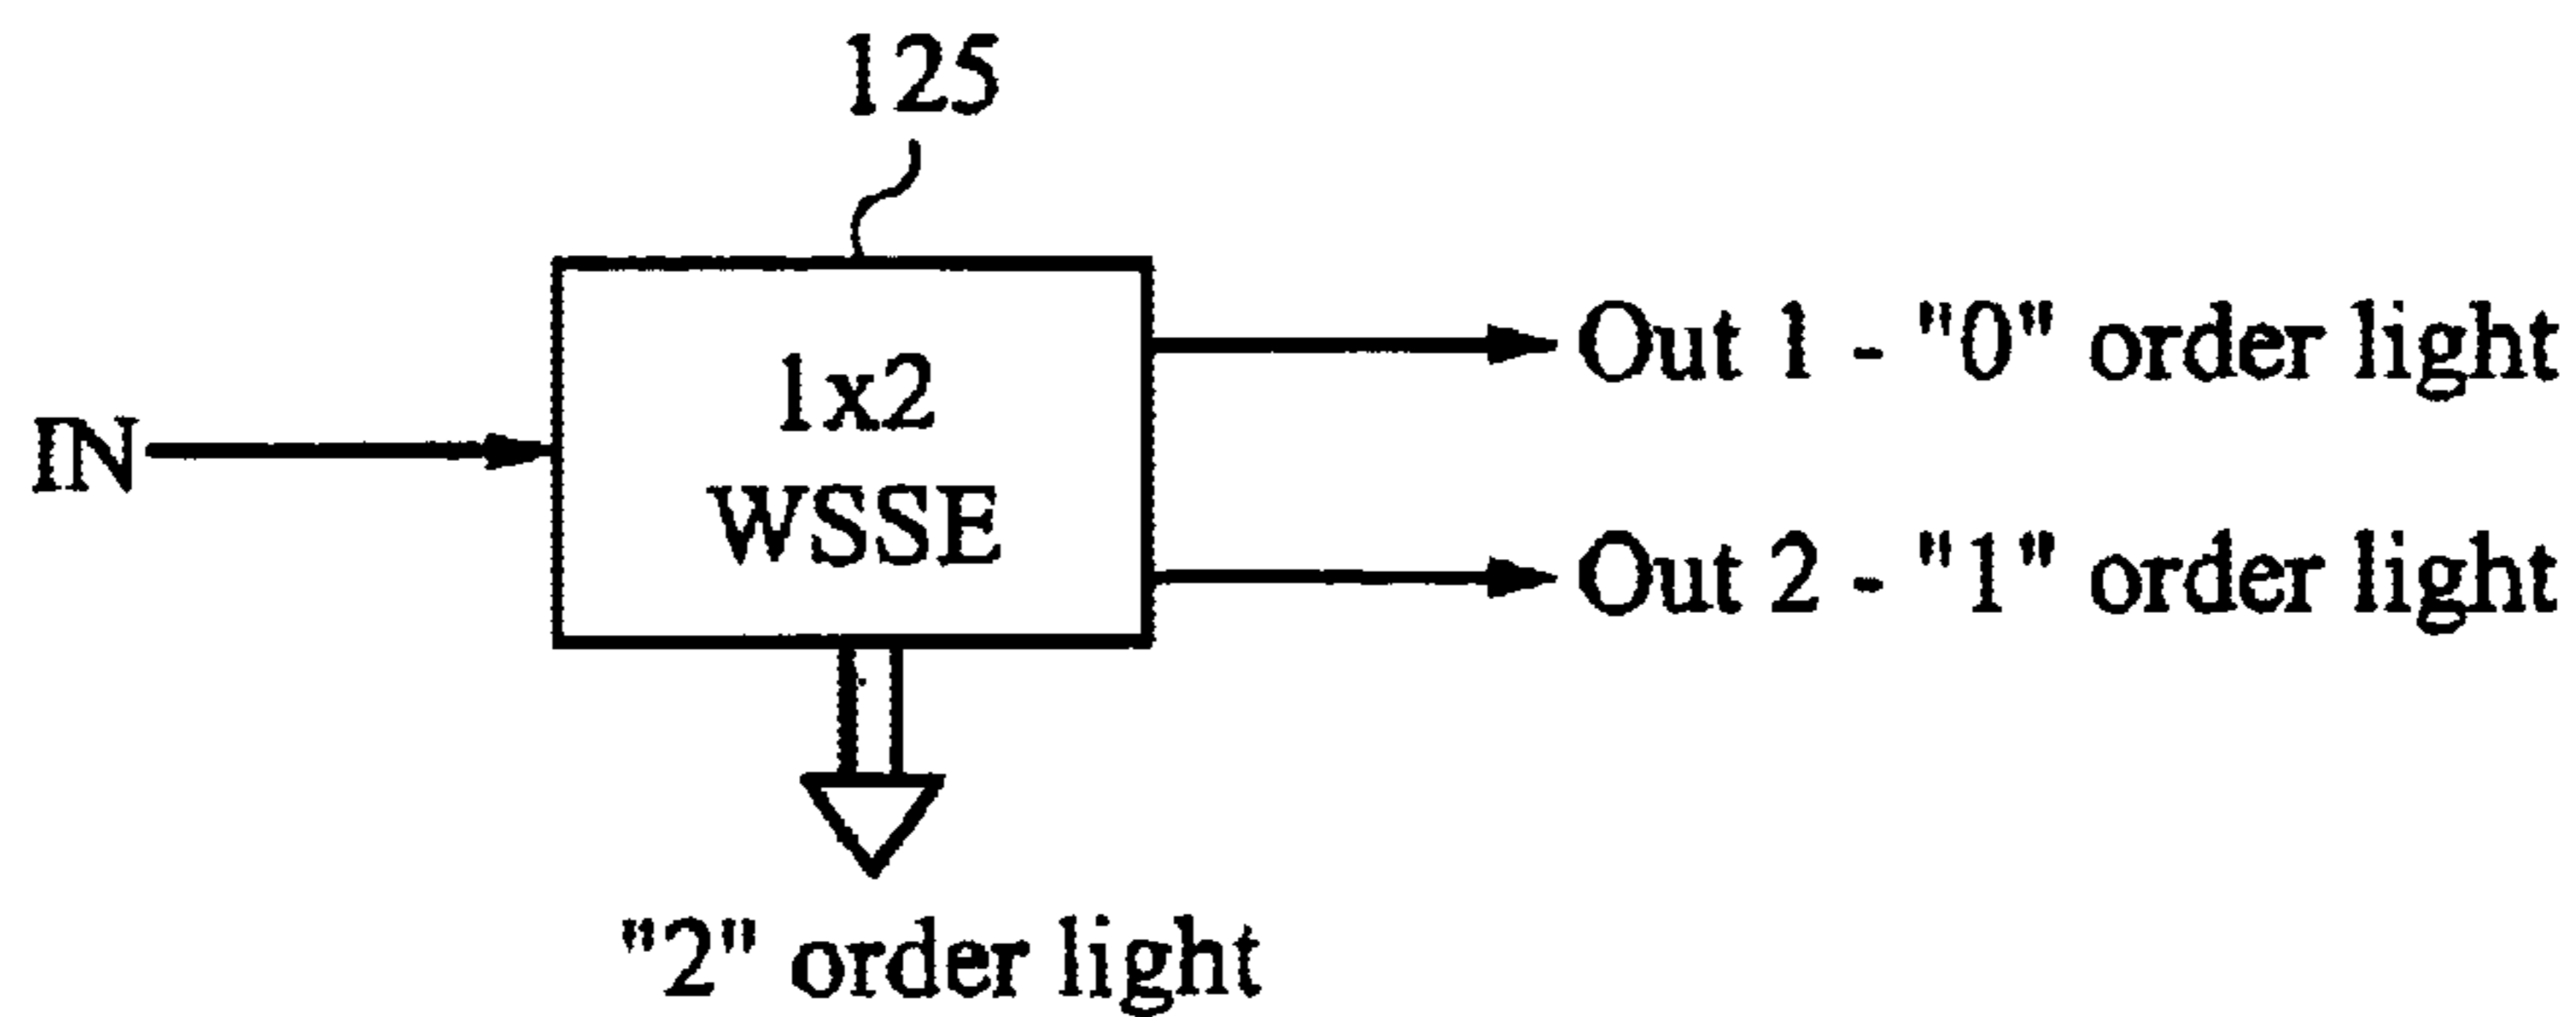 125
Out 1 - "0" order light
1x2
IN
WSSE
Out 2 - "1" order light
"2" order light